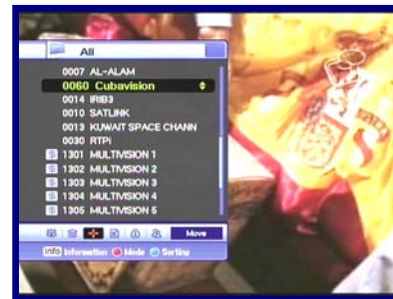 All
0007 AL-ALAM
0060 Cubavision
0014 IRIB3
0010 SATLINK
0013 KUWAIT SPACE CHANN
0030 RTPi
$ 1301 MULTIVISION 1
$ 1302 MULTIVISION 2
$ 1303 MULTIVISION 3
$ 1304 MULTIVISION 4
$ 1305 MULTIVISION 5
Move
Info Information Mode Sorting